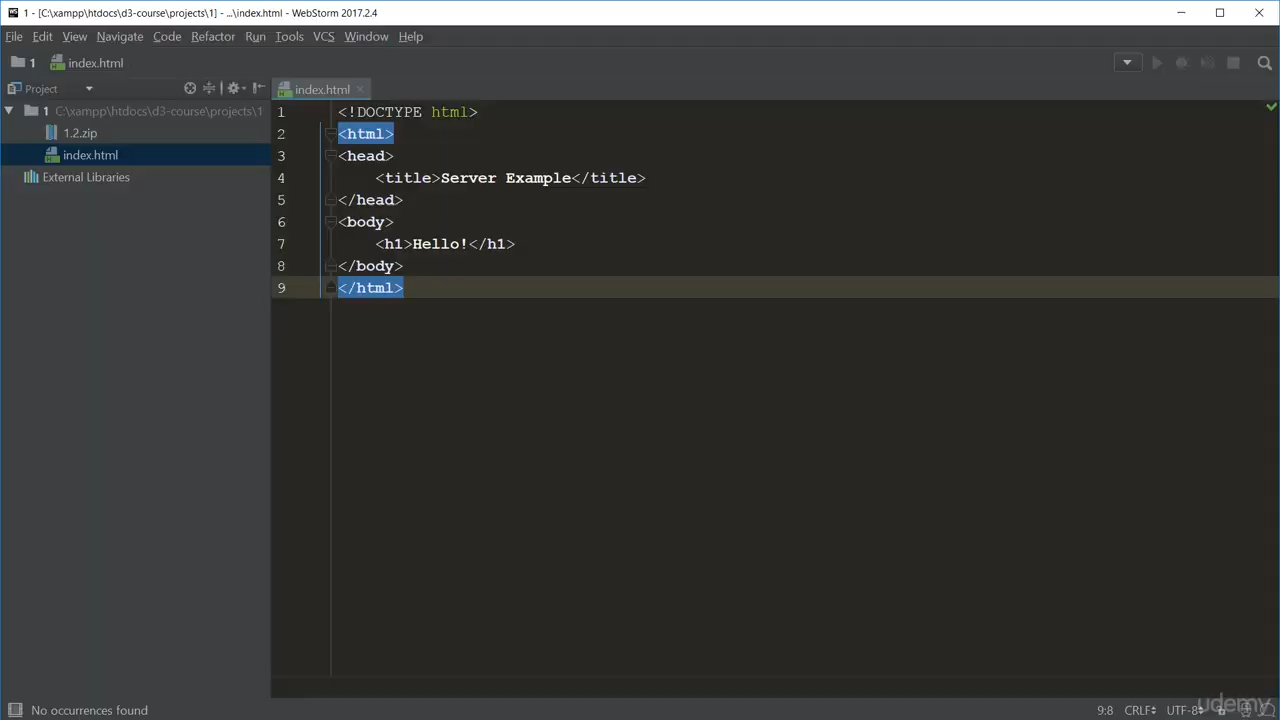 WS 1 - [C:\xampp\htdocs\d3-course\projects\1] - ...\index.html - WebStorm 2017.2.4
File Edit View Navigate Code Refactor Run Tools VCS Window Help
1 index.html
Project index.html
1 C:\xampp\htdocs\d3-course\projects\1
1.2.zip
index.html
External Libraries
1 <!DOCTYPE html>
2 <html>
3 <head>
4 <title>Server Example</title>
5 </head>
6 <body>
7 <h1>Hello!</h1>
8 </body>
9 </html>
No occurrences found 9:8 CRLF UTF-8
udemy